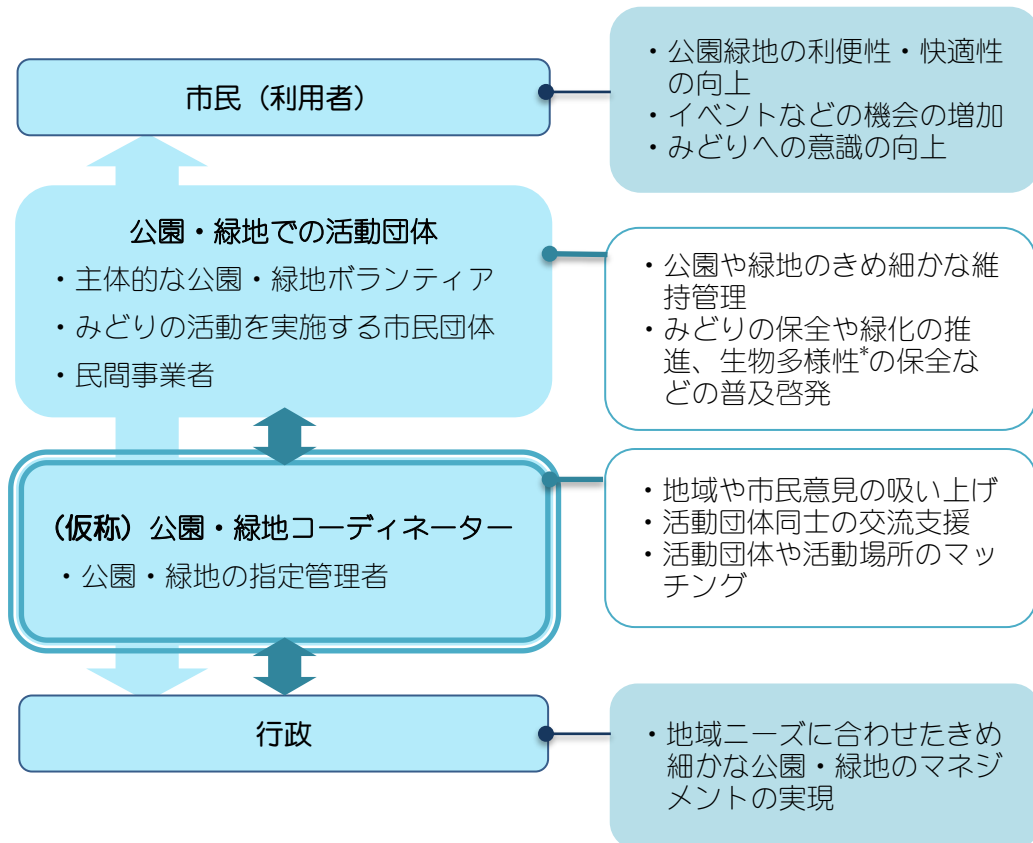 市民（利用者）
・公園緑地の利便性・快適性
の向上
・イベントなどの機会の増加
・みどりへの意識の向上
公園・緑地での活動団体
・主体的な公園・緑地ボランティア
・みどりの活動を実施する市民団体
・民間事業者
・公園や緑地のきめ細かな維
持管理
・みどりの保全や緑化の推
進、生物多様性*の保全な
どの普及啓発
（仮称）公園・緑地コーディネーター
・公園・緑地の指定管理者
・地域や市民意見の吸い上げ
・活動団体同士の交流支援
・活動団体や活動場所のマッ
チング
行政
・地域ニーズに合わせたきめ
細かな公園・緑地のマネジ
メントの実現